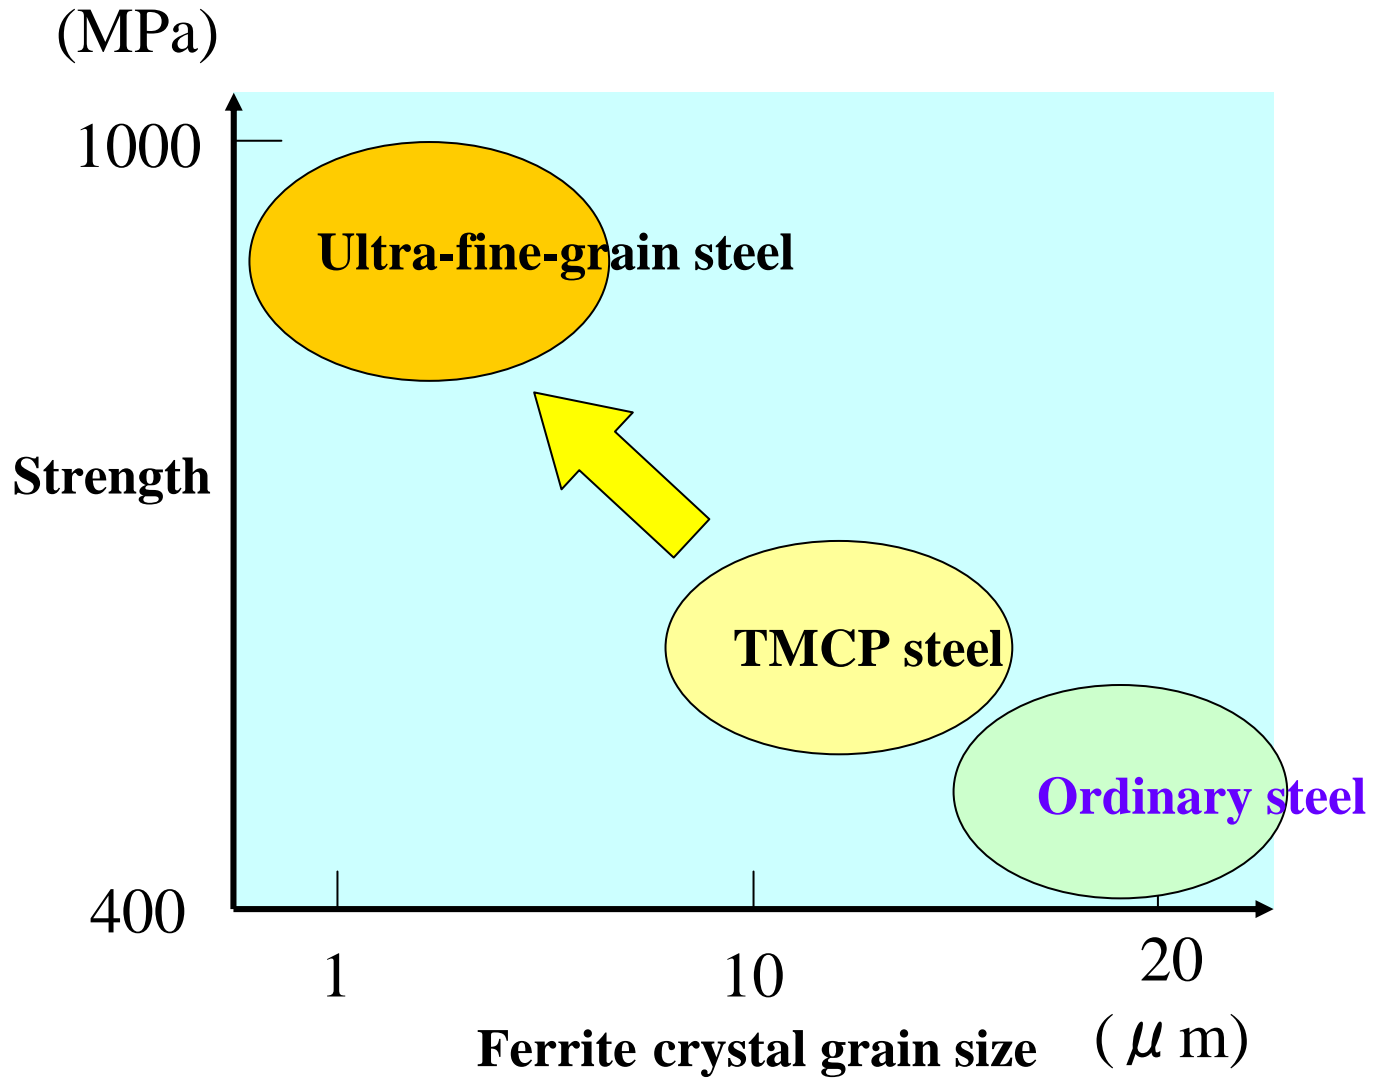 (MPa)
1000
Ultra-fine-grain steel
Strength
TMCP steel
Ordinary steel
400
1
10
20
Ferrite crystal grain size
(μm)